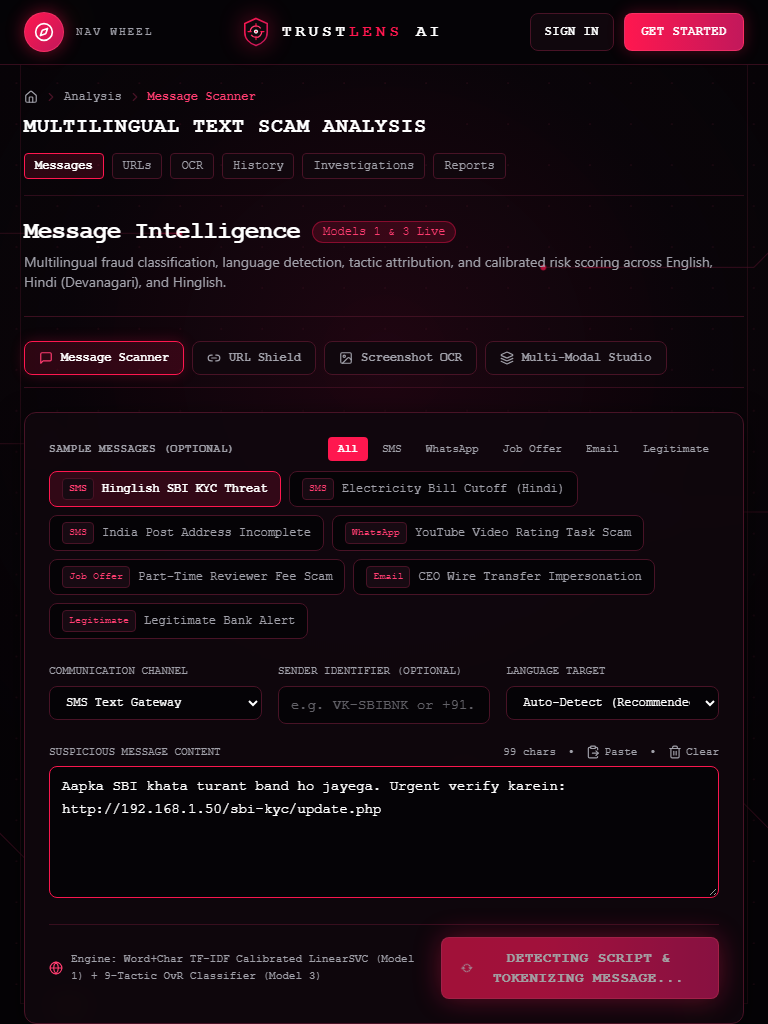 NAV WHEEL
TRUSTLENS AI
SIGN IN
GET STARTED
Analysis
Message Scanner
MULTILINGUAL TEXT SCAM ANALYSIS
Messages
URLs
OCR
History
Investigations
Reports
Message Intelligence
Models 1 & 3 Live
Multilingual fraud classification, language detection, tactic attribution, and calibrated risk scoring across English,
Hindi (Devanagari), and Hinglish.
Message Scanner
URL Shield
Screenshot OCR
Multi-Modal Studio
SAMPLE MESSAGES (OPTIONAL)
All
SMS
WhatsApp
Job Offer
Email
Legitimate
SMS Hinglish SBI KYC Threat
SMS Electricity Bill Cutoff (Hindi)
SMS India Post Address Incomplete
WhatsApp YouTube Video Rating Task Scam
Job Offer Part-Time Reviewer Fee Scam
Email CEO Wire Transfer Impersonation
Legitimate Legitimate Bank Alert
COMMUNICATION CHANNEL
SENDER IDENTIFIER (OPTIONAL)
LANGUAGE TARGET
SMS Text Gateway
e.g. VK-SBIBNK or +91.
Auto-Detect (Recommende
SUSPICIOUS MESSAGE CONTENT
99 chars • Paste • Clear
Aapka SBI khata turant band ho jayega. Urgent verify karein:
http://192.168.1.50/sbi-kyc/update.php
Engine: Word+Char TF-IDF Calibrated LinearSVC (Model
1) + 9-Tactic OvR Classifier (Model 3)
DETECTING SCRIPT &
TOKENIZING MESSAGE...